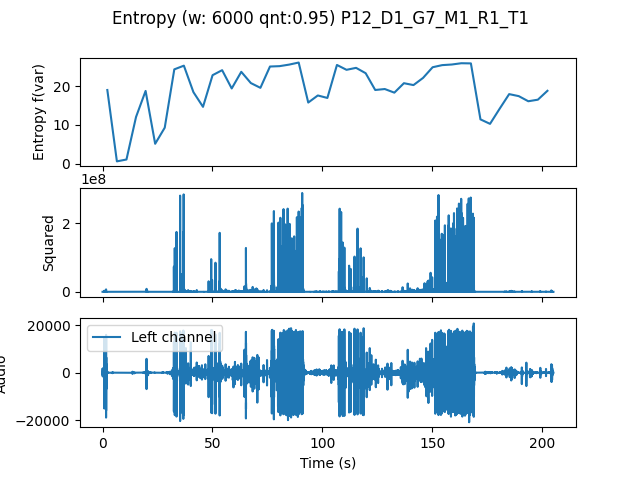 Entropy (w: 6000 qnt:0.95) P12_D1_G7_M1_R1_T1
Entropy f(var)
20
10
0
1e8
Squared
2
0
Audio
20000
0
−20000
Left channel
0
50
100
150
200
Time (s)